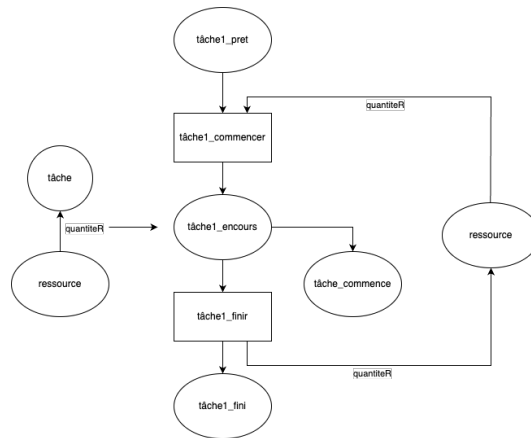 tâche1_pret
quantiteR
tâche1_commencer
tâche
quantiteR
tâche1_encours
ressource
ressource
tâche_commence
tâche1_finir
quantiteR
tâche1_fini